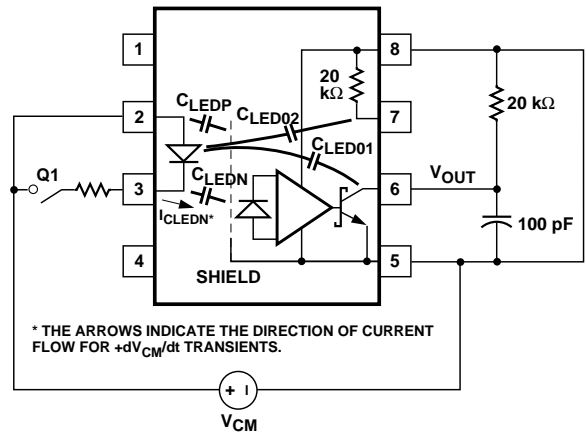 1
8
20
kΩ
C_LEDP
2
7
20 kΩ
C_LED02
C_LED01
Q1
3
C_LEDN
6
V_OUT
I_CLEDN*
100 pF
4
SHIELD
5
* THE ARROWS INDICATE THE DIRECTION OF CURRENT
FLOW FOR +dV_CM/dt TRANSIENTS.
+ –
V_CM